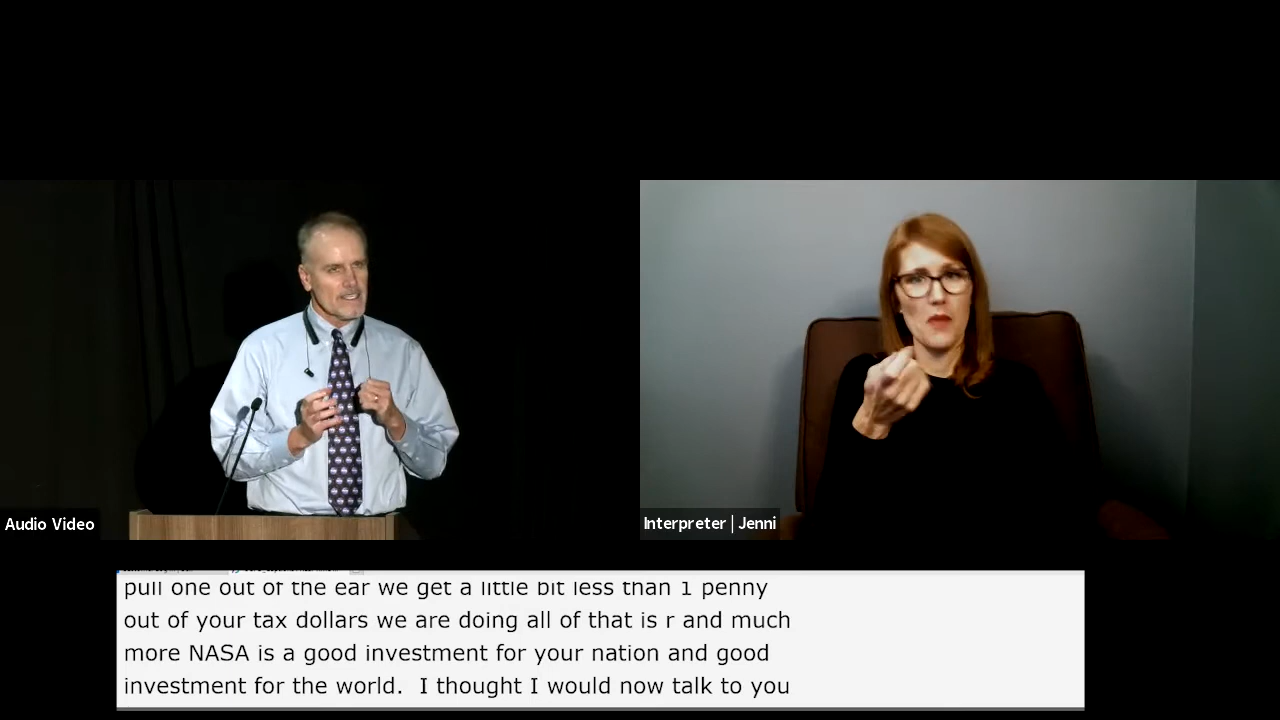 Audio Video
Interpreter | Jenni
pull one out of the ear we get a little bit less than 1 penny
out of your tax dollars we are doing all of that is r and much
more NASA is a good investment for your nation and good
investment for the world.  I thought I would now talk to you